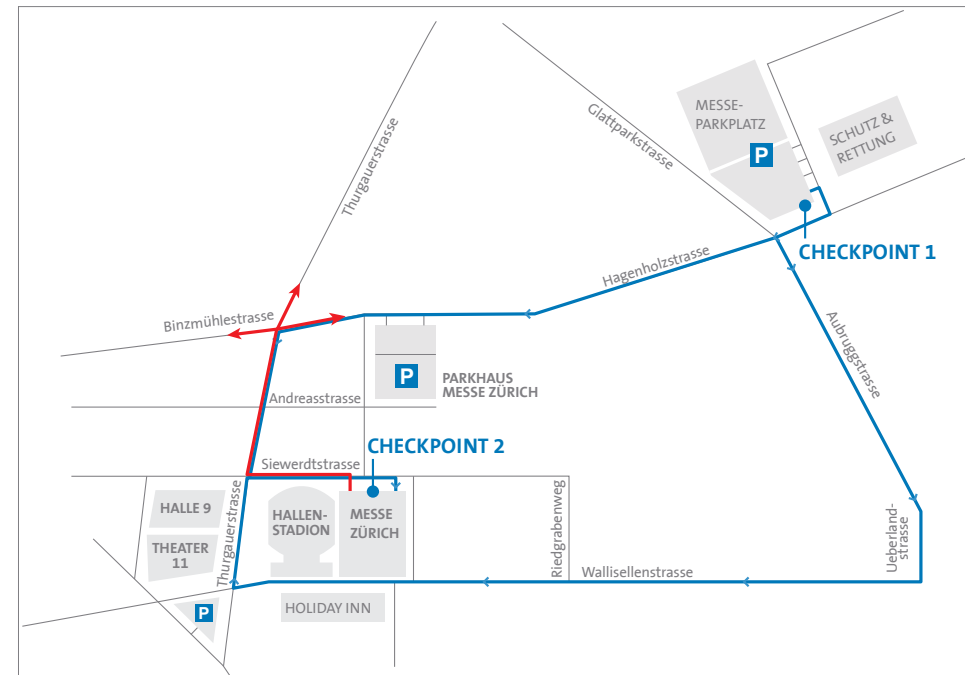 Thurgauerstrasse
Glattparkstrasse
MESSE-
PARKPLATZ
P
SCHUTZ &
RETTUNG
CHECKPOINT 1
Hagenholzstrasse
Binzmühlestrasse
Aubruggstrasse
P
PARKHAUS
MESSE ZÜRICH
Andreasstrasse
CHECKPOINT 2
Siewerdtstrasse
HALLE 9
THEATER
11
Thurgauerstrasse
HALLEN-
STADION
MESSE
ZÜRICH
Riedgrabenweg
Ueberland-
strasse
Wallisellenstrasse
P
HOLIDAY INN